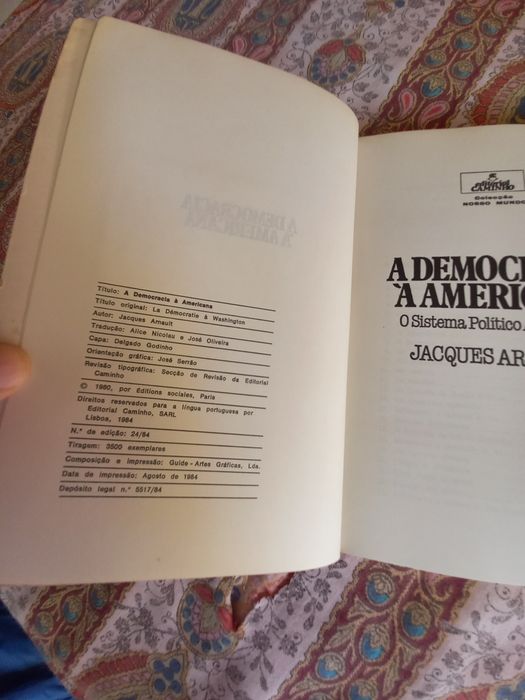 Título: A Democracia à Americana
Título original: La Démocratie à Washington
Autor: Jacques Arnault
Tradução: Alice Nicolau e José Oliveira
Capa: Delgado Godinho
Orientação gráfica: José Serrão
Revisão tipográfica: Secção de Revisão da Editorial
Caminho
© 1980, por Éditions sociales, Paris
Direitos reservados para a língua portuguesa por
Editorial Caminho, SARL
Lisboa, 1984
N.º de edição: 24/84
Tiragem: 3500 exemplares
Composição e impressão: Guide-Artes Gráficas, Lda.
Data de impressão: Agosto de 1984
Depósito legal n.º 5517/84
editorial
CAMINHO
Colecção
NOSSO MUNDO
A DEMOC
À AMERIC
O Sistema Político
JACQUES AR